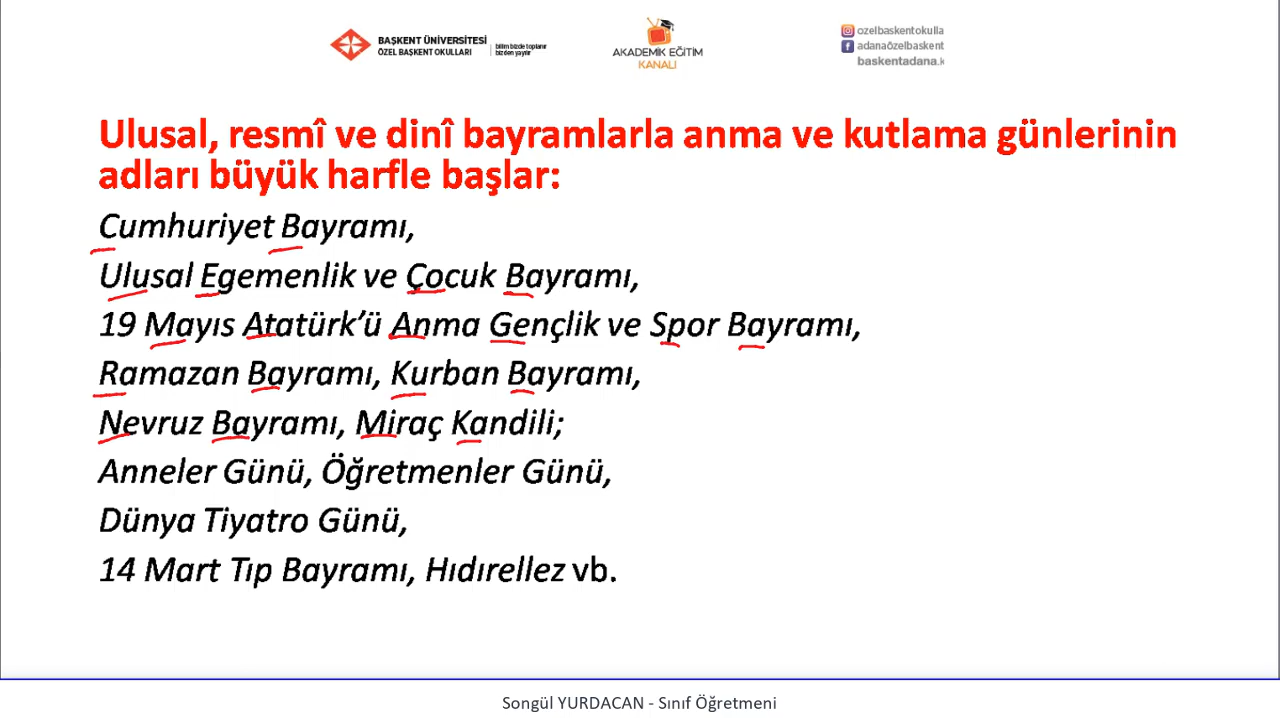 BAŞKENT ÜNİVERSİTESİ
ÖZEL BAŞKENT OKULLARI
bilim bizde toplanır
bizden yayılır
AKADEMİK EĞİTİM
KANALI
ozelbaskentokulla
adanaözelbaskent
baskentadana.k
Ulusal, resmî ve dinî bayramlarla anma ve kutlama günlerinin
adları büyük harfle başlar:
Cumhuriyet Bayramı,
Ulusal Egemenlik ve Çocuk Bayramı,
19 Mayıs Atatürk’ü Anma Gençlik ve Spor Bayramı,
Ramazan Bayramı, Kurban Bayramı,
Nevruz Bayramı, Miraç Kandili;
Anneler Günü, Öğretmenler Günü,
Dünya Tiyatro Günü,
14 Mart Tıp Bayramı, Hıdırellez vb.
Songül YURDACAN - Sınıf Öğretmeni